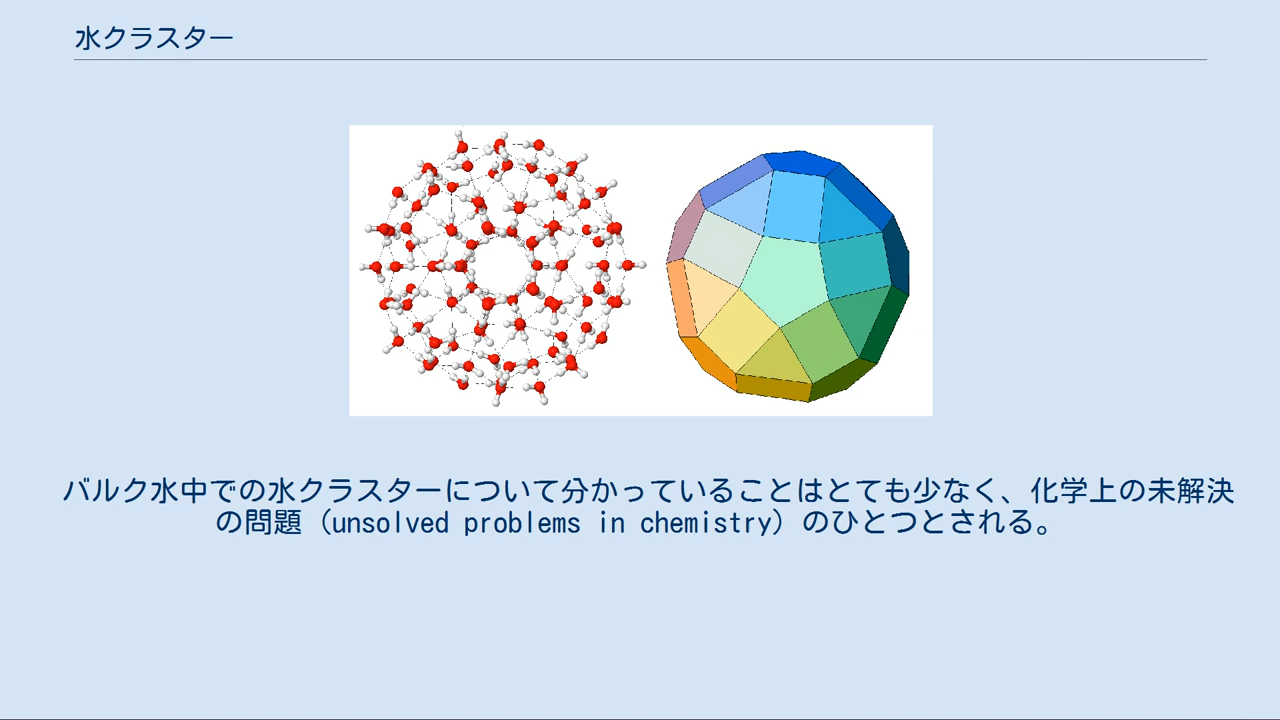 水クラスター
バルク水中での水クラスターについて分かっていることはとても少なく、化学上の未解決
の問題（unsolved problems in chemistry）のひとつとされる。